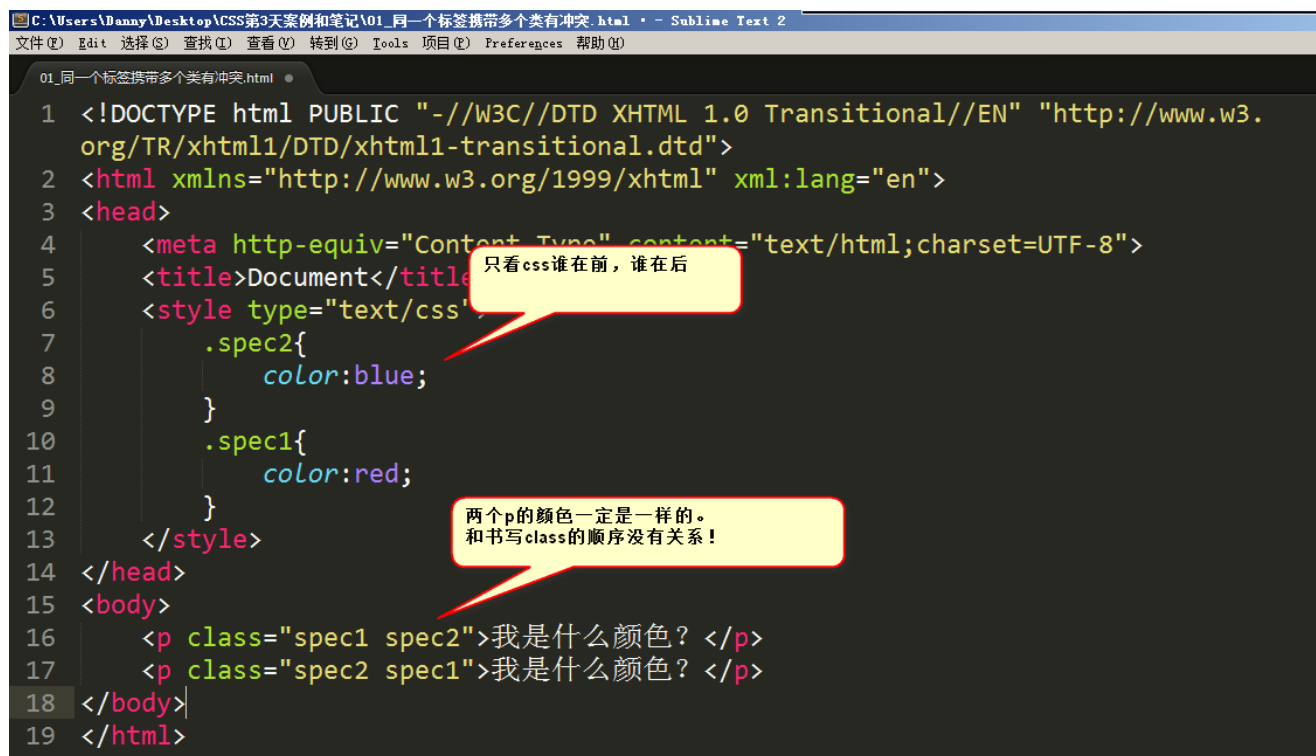 C:\Users\Danny\Desktop\CSS第3天案例和笔记\01_同一个标签携带多个类有冲突.html • - Sublime Text 2
文件(F) Edit 选择(S) 查找(I) 查看(V) 转到(G) Tools 项目(P) Preferences 帮助(H)
01_同一个标签携带多个类有冲突.html
1 <!DOCTYPE html PUBLIC "-//W3C//DTD XHTML 1.0 Transitional//EN" "http://www.w3.
org/TR/xhtml1/DTD/xhtml1-transitional.dtd">
2 <html xmlns="http://www.w3.org/1999/xhtml" xml:lang="en">
3 <head>
4 <meta http-equiv="Content-Type" content="text/html;charset=UTF-8">
5 <title>Document</title
只看css谁在前，谁在后
6 <style type="text/css">
7 .spec2{
8 color:blue;
9 }
10 .spec1{
11 color:red;
12 }
两个p的颜色一定是一样的。
和书写class的顺序没有关系！
13 </style>
14 </head>
15 <body>
16 <p class="spec1 spec2">我是什么颜色？</p>
17 <p class="spec2 spec1">我是什么颜色？</p>
18 </body>
19 </html>